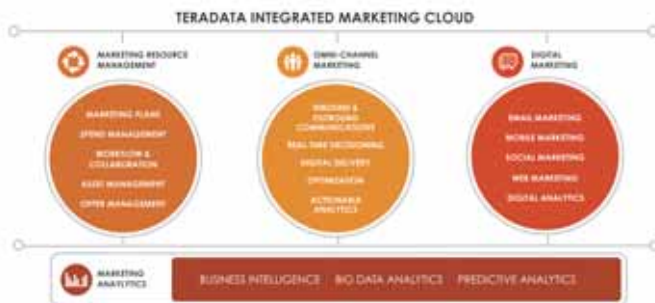 TERADATA INTEGRATED MARKETING CLOUD
MARKETING RESOURCE
MANAGEMENT
OMNI-CHANNEL
MARKETING
DIGITAL
MARKETING
MARKETING PLANS
SPEND MANAGEMENT
WORKFLOW &
COLLABORATION
ASSET MANAGEMENT
OFFER MANAGEMENT
INBOUND &
OUTBOUND
COMMUNICATIONS
REAL-TIME DECISIONING
DIGITAL DELIVERY
OPTIMIZATION
ACTIONABLE
ANALYTICS
EMAIL MARKETING
MOBILE MARKETING
SOCIAL MARKETING
WEB MARKETING
DIGITAL ANALYTICS
MARKETING
ANALYTICS
BUSINESS INTELLIGENCE BIG DATA ANALYTICS PREDICTIVE ANALYTICS